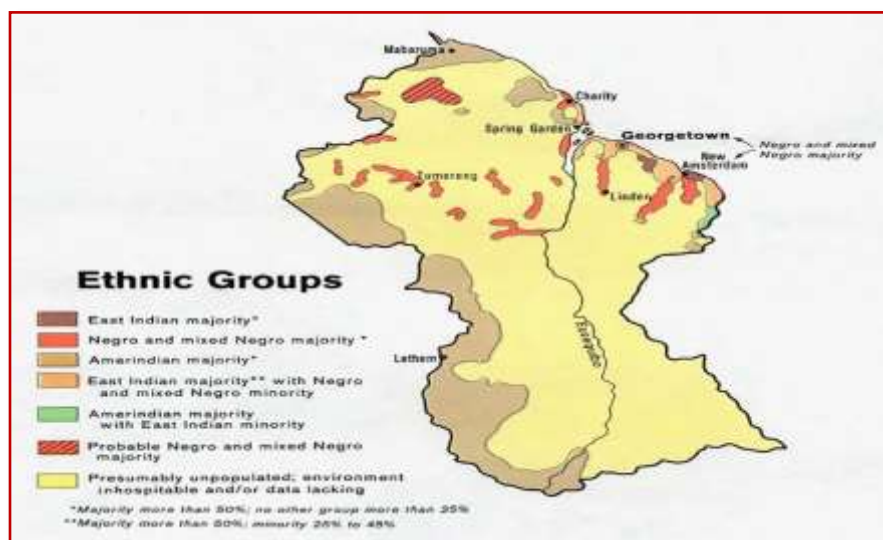 Mabaruma
Charity
Spring Garden
Georgetown
Negro and mixed
Negro majority
New
Amsterdam
Linden
Essequibo
Lethem
Ethnic Groups
East Indian majority*
Negro and mixed Negro majority *
Amerindian majority*
East Indian majority** with Negro
and mixed Negro minority
Amerindian majority
with East Indian minority
Probable Negro and mixed Negro
majority
Presumably unpopulated; environment
inhospitable and/or data lacking
*Majority more than 50%; no other group more than 25%
**Majority more than 50%; minority 25% to 49%